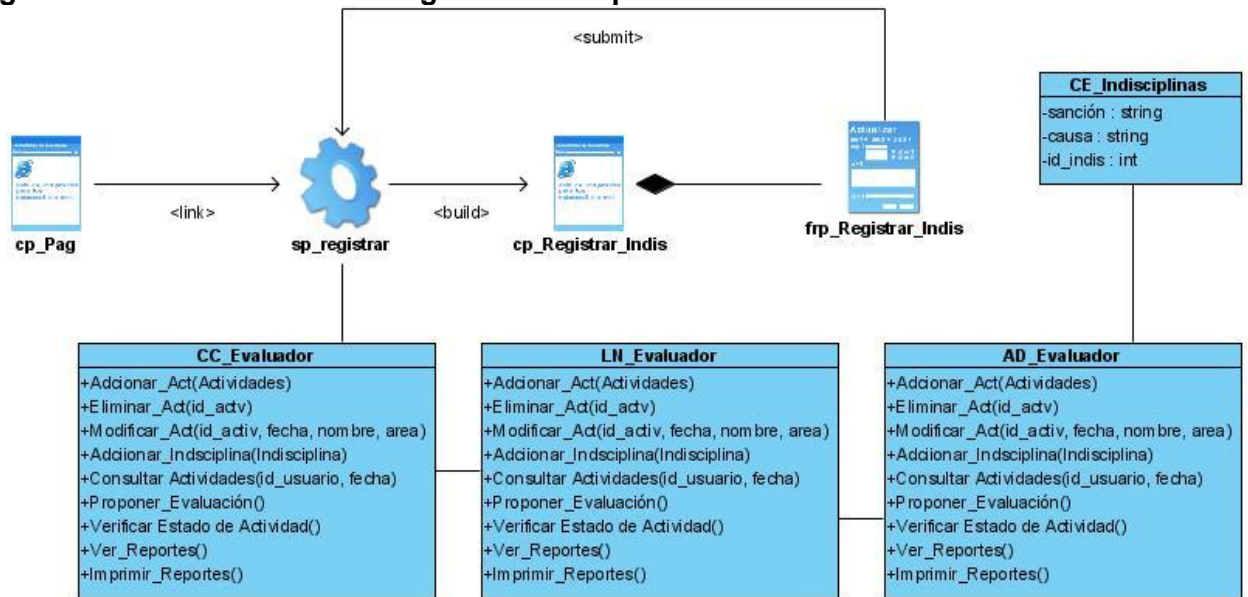 <submit>
CE_Indisciplinas
-sanción : string
-causa : string
-id_indis : int
Actualizar
<link>
<build>
cp_Pag
sp_registrar
cp_Registrar_Indis
frp_Registrar_Indis
CC_Evaluador
+Adcionar_Act(Actividades)
+Eliminar_Act(id_actv)
+Modificar_Act(id_activ, fecha, nombre, area)
+Adcionar_Indsciplina(Indisciplina)
+Consultar Actividades(id_usuario, fecha)
+Proponer_Evaluación()
+Verificar Estado de Actividad()
+Ver_Reportes()
+Imprimir_Reportes()
LN_Evaluador
+Adcionar_Act(Actividades)
+Eliminar_Act(id_actv)
+Modificar_Act(id_activ, fecha, nombre, area)
+Adcionar_Indsciplina(Indisciplina)
+Consultar Actividades(id_usuario, fecha)
+Proponer_Evaluación()
+Verificar Estado de Actividad()
+Ver_Reportes()
+Imprimir_Reportes()
AD_Evaluador
+Adcionar_Act(Actividades)
+Eliminar_Act(id_actv)
+Modificar_Act(id_activ, fecha, nombre, area)
+Adcionar_Indsciplina(Indisciplina)
+Consultar Actividades(id_usuario, fecha)
+Proponer_Evaluación()
+Verificar Estado de Actividad()
+Ver_Reportes()
+Imprimir_Reportes()